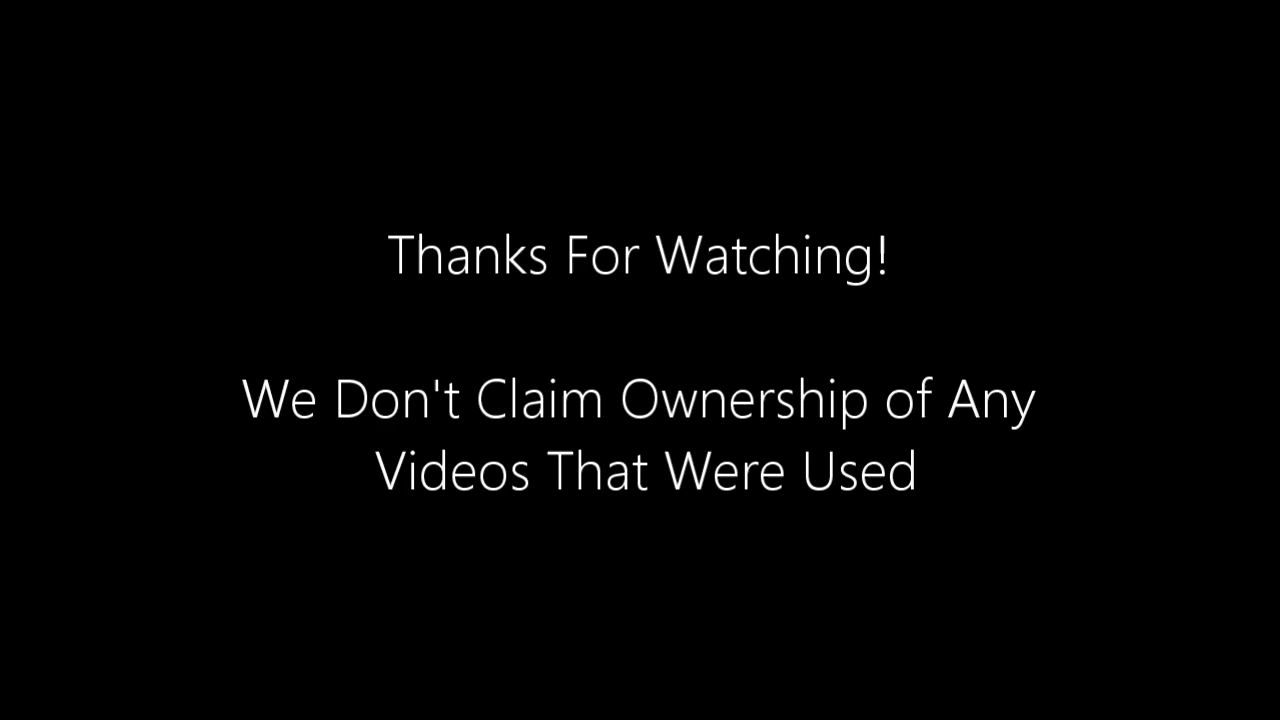 Thanks For Watching!
We Don't Claim Ownership of Any
Videos That Were Used